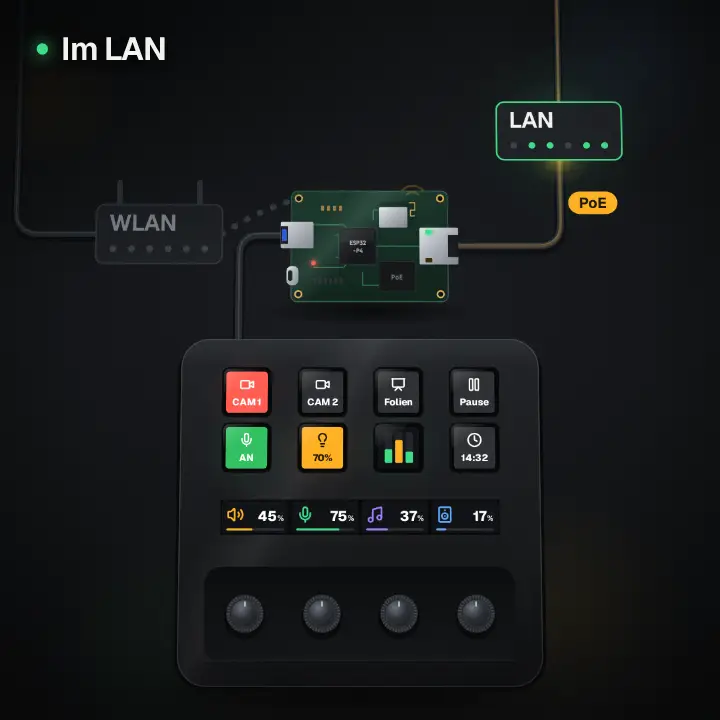 Im LAN
LAN
PoE
WLAN
ESP32
-P4
PoE
CAM 1
CAM 2
Folien
Pause
AN
70%
14:32
45%
75%
37%
17%